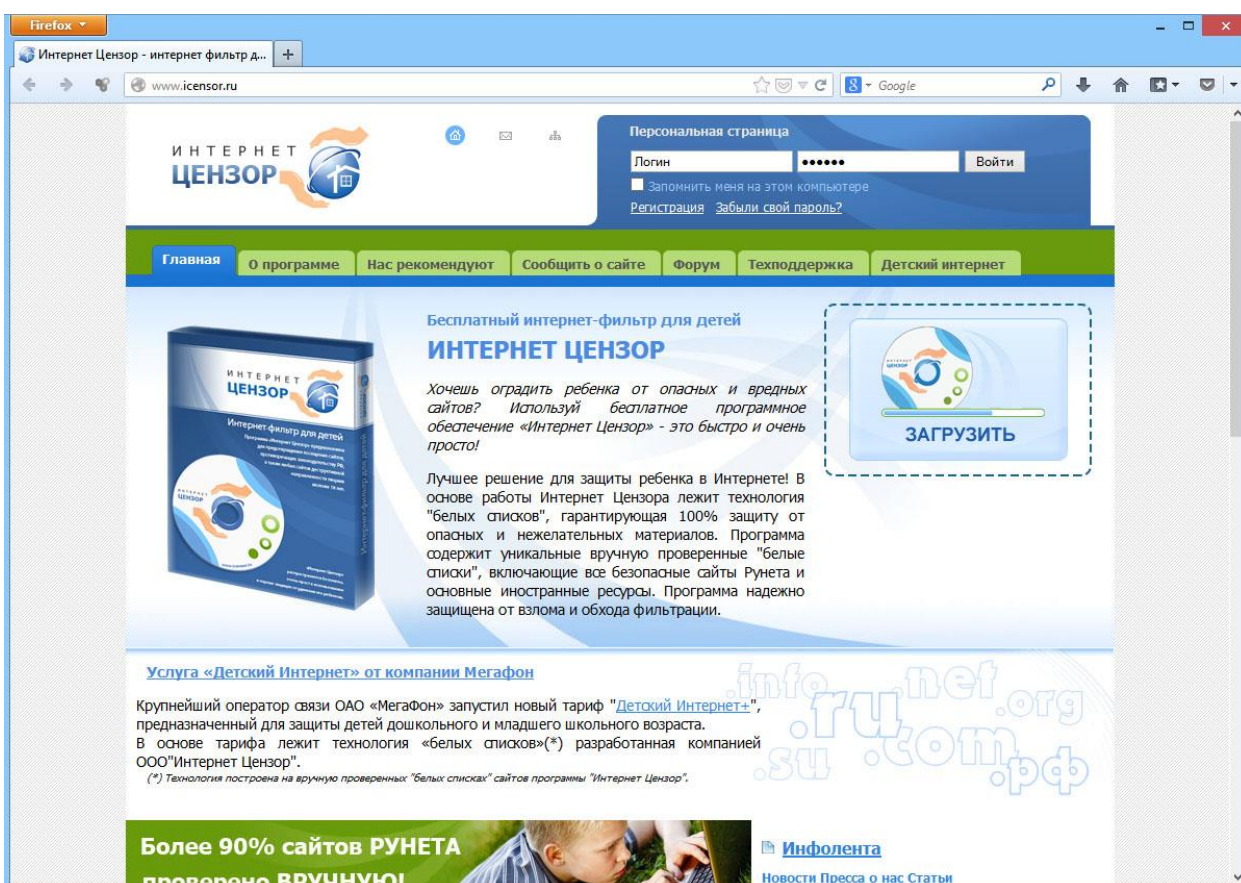 Firefox
Интернет Цензор - интернет фильтр д...
www.icensor.ru
Google
ИНТЕРНЕТ
ЦЕНЗОР
Персональная страница
Логин
Войти
Запомнить меня на этом компьютере
Регистрация Забыли свой пароль?
Главная
О программе
Нас рекомендуют
Сообщить о сайте
Форум
Техподдержка
Детский интернет
ИНТЕРНЕТ
ЦЕНЗОР
Интернет-фильтр для детей
Бесплатный интернет-фильтр для детей
ИНТЕРНЕТ ЦЕНЗОР
Хочешь оградить ребенка от опасных и вредных
сайтов? Используй бесплатное программное
обеспечение «Интернет Цензор» - это быстро и очень
просто!
Лучшее решение для защиты ребенка в Интернете! В
основе работы Интернет Цензора лежит технология
"белых списков", гарантирующая 100% защиту от
опасных и нежелательных материалов. Программа
содержит уникальные вручную проверенные "белые
списки", включающие все безопасные сайты Рунета и
основные иностранные ресурсы. Программа надежно
защищена от взлома и обхода фильтрации.
ЗАГРУЗИТЬ
Услуга «Детский Интернет» от компании Мегафон
Крупнейший оператор связи ОАО «МегаФон» запустил новый тариф "Детский Интернет+",
предназначенный для защиты детей дошкольного и младшего школьного возраста.
В основе тарифа лежит технология «белых списков»(*) разработанная компанией
ООО"Интернет Цензор".
(*) Технология построена на вручную проверенных "белых списках" сайтов программы "Интернет Цензор".
.info
.ru
.net
.org
.su
.com
.рф
Более 90% сайтов РУНЕТА
проверено ВРУЧНУЮ!
Инфолента
Новости Пресса о нас Статьи